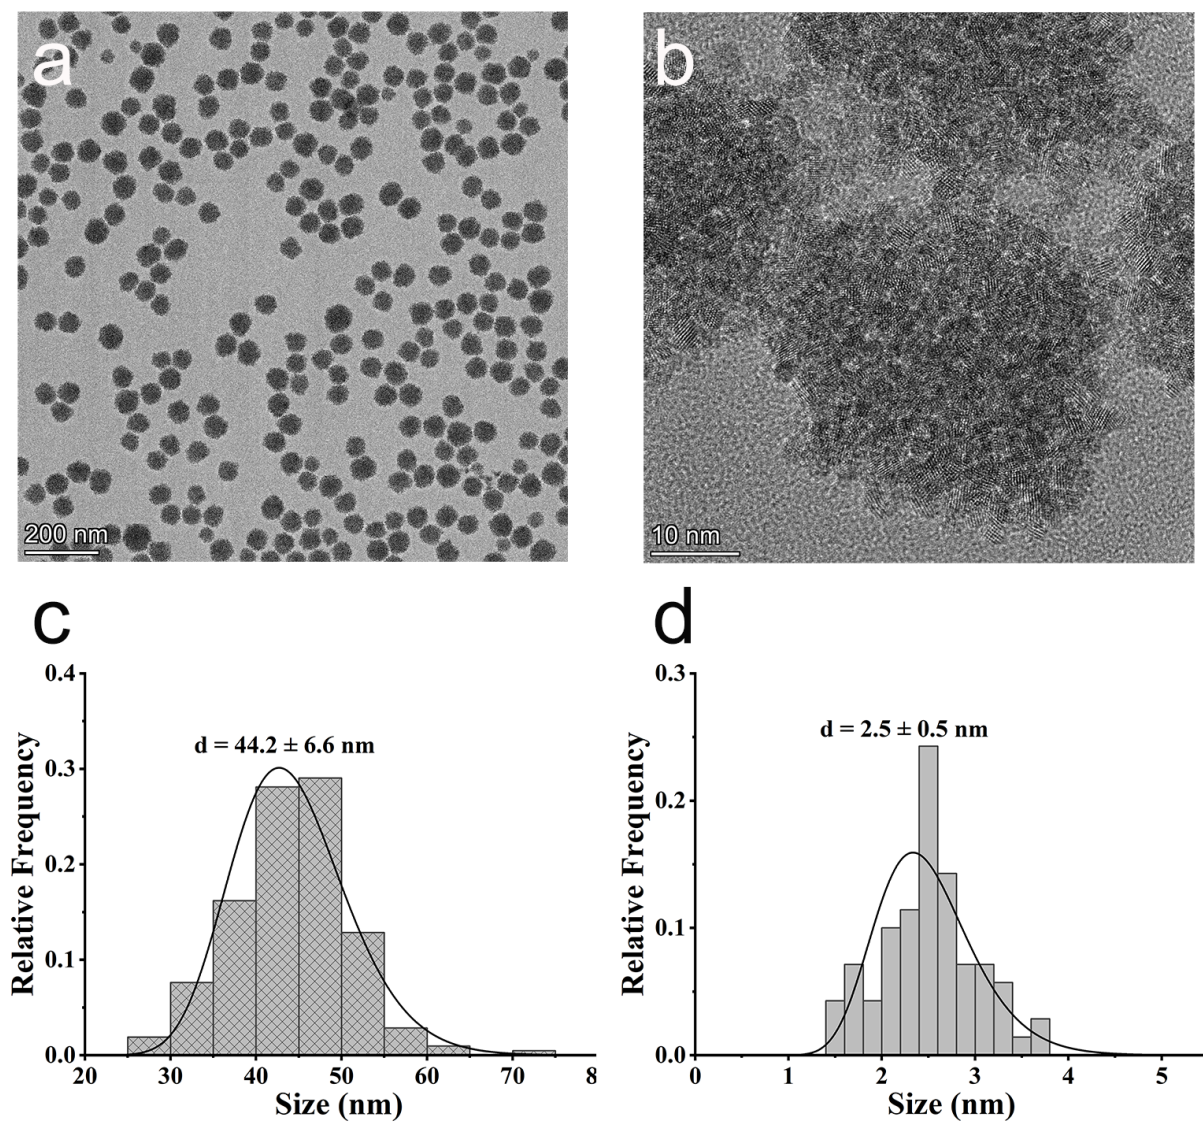 a
b
200 nm
10 nm
c
d
0.4
0.3
0.2
0.1
0.0
d = 44.2 ± 6.6 nm
Relative Frequency
20 30 40 50 60 70 8
Size (nm)
0.3
0.2
0.1
0.0
d = 2.5 ± 0.5 nm
Relative Frequency
0 1 2 3 4 5
Size (nm)